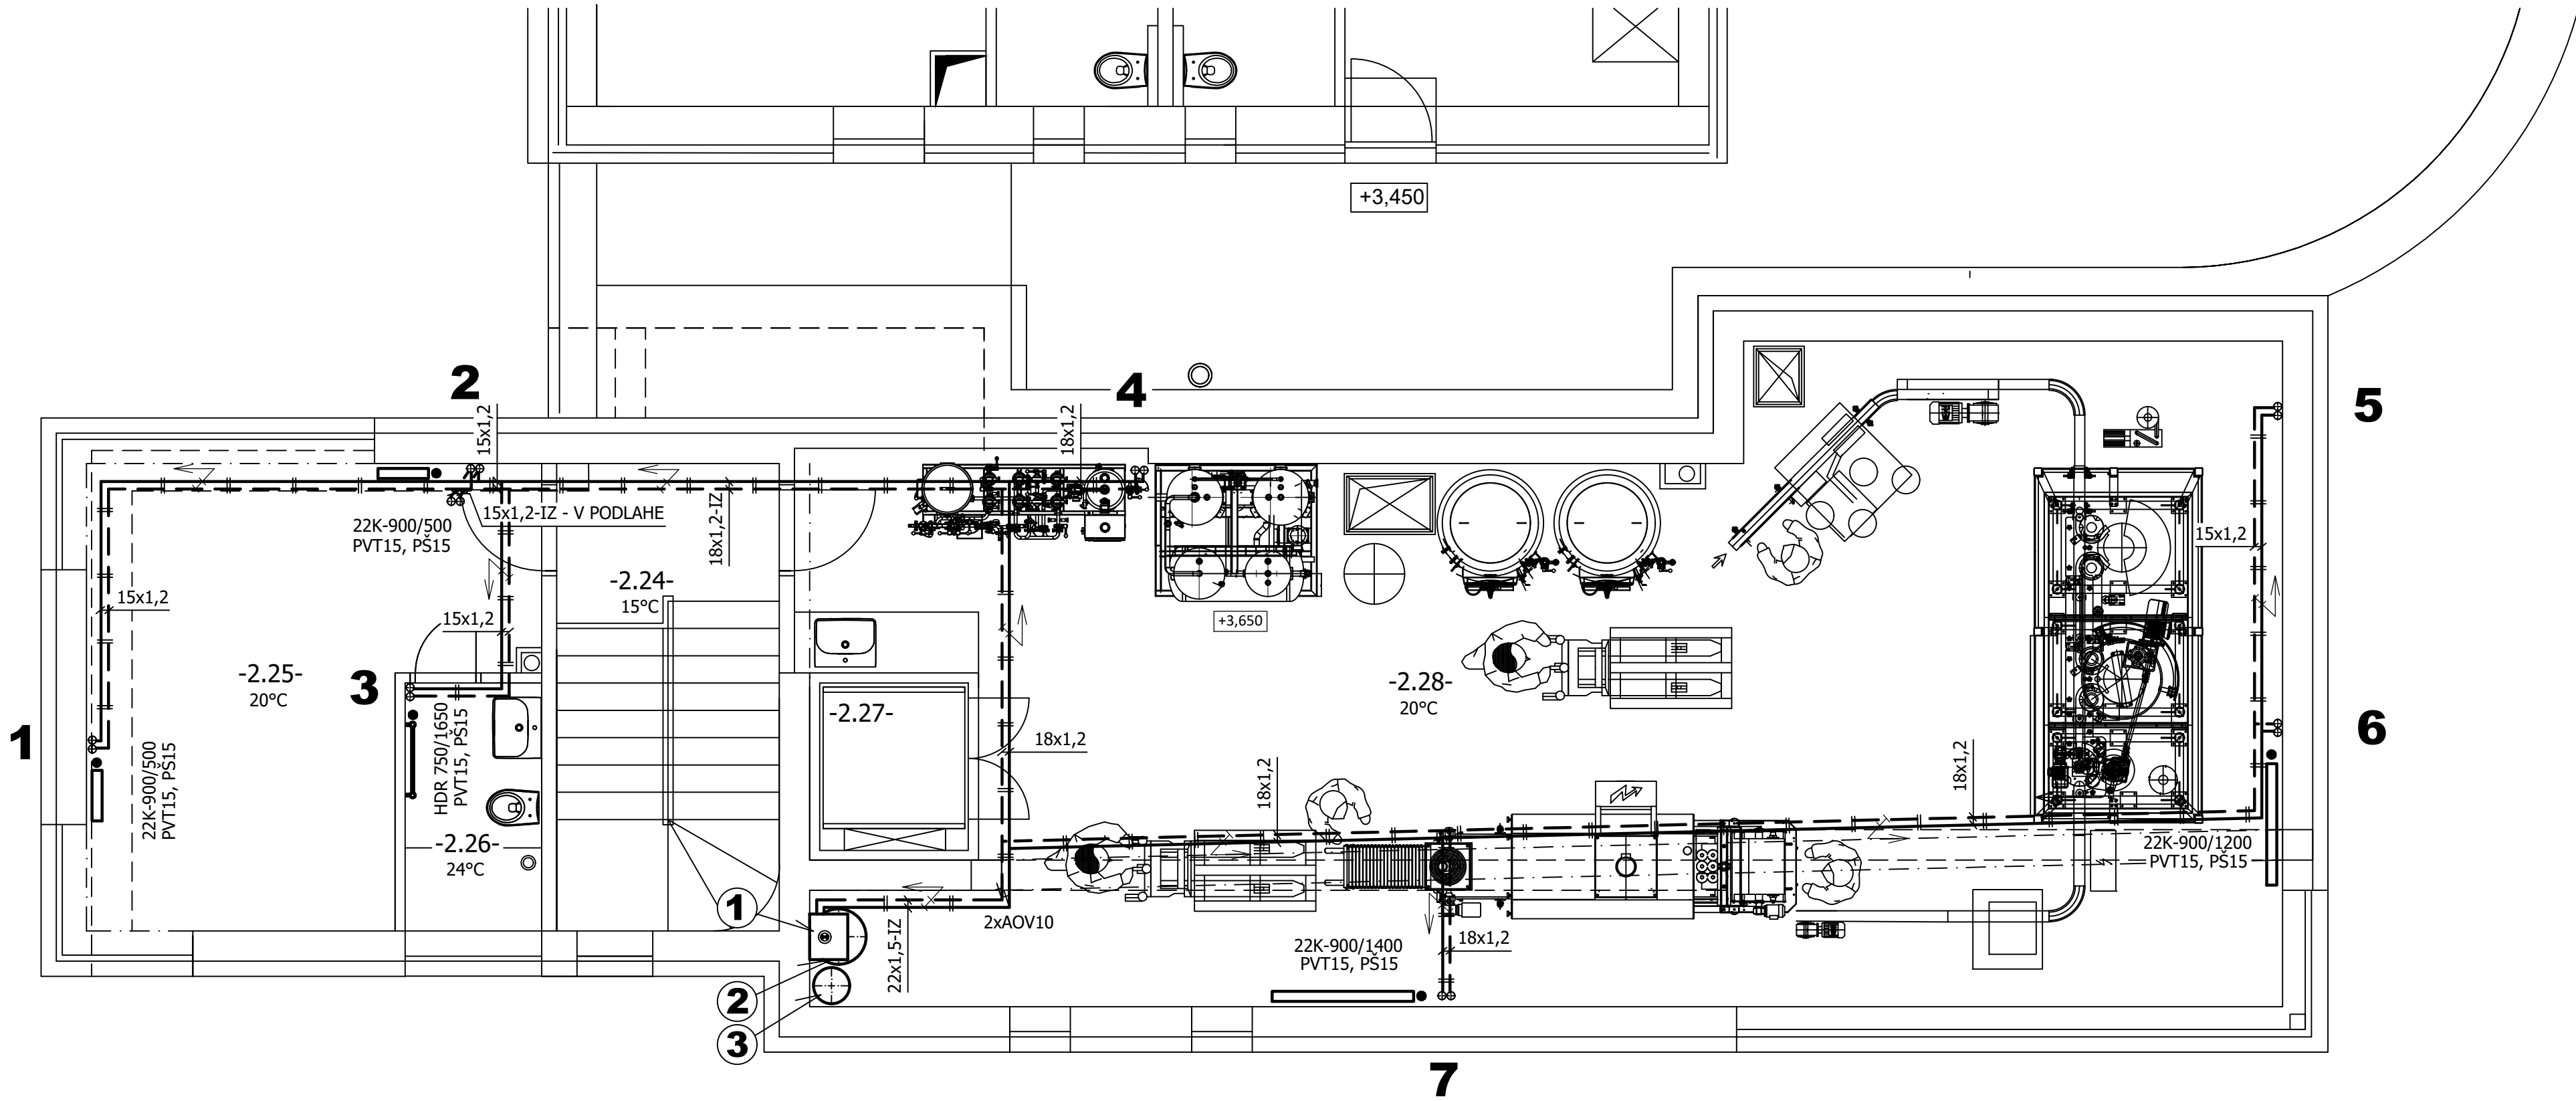 +3,450
2
4
5
15x1,2
18x1,2
22K-900/500
PVT15, PŠ15
15x1,2-IZ - V PODLAHE
18x1,2-IZ
15x1,2
-2.24-
15°C
15x1,2
15x1,2
+3,650
-2.25-
20°C
3
-2.28-
20°C
-2.27-
1
6
22K-900/500
PVT15, PŠ15
HDR 750/1650
PVT15, PŠ15
18x1,2
18x1,2
18x1,2
-2.26-
24°C
22K-900/1200
PVT15, PŠ15
1
2xAOV10
22x1,5-IZ
22K-900/1400
PVT15, PŠ15
18x1,2
2
3
7